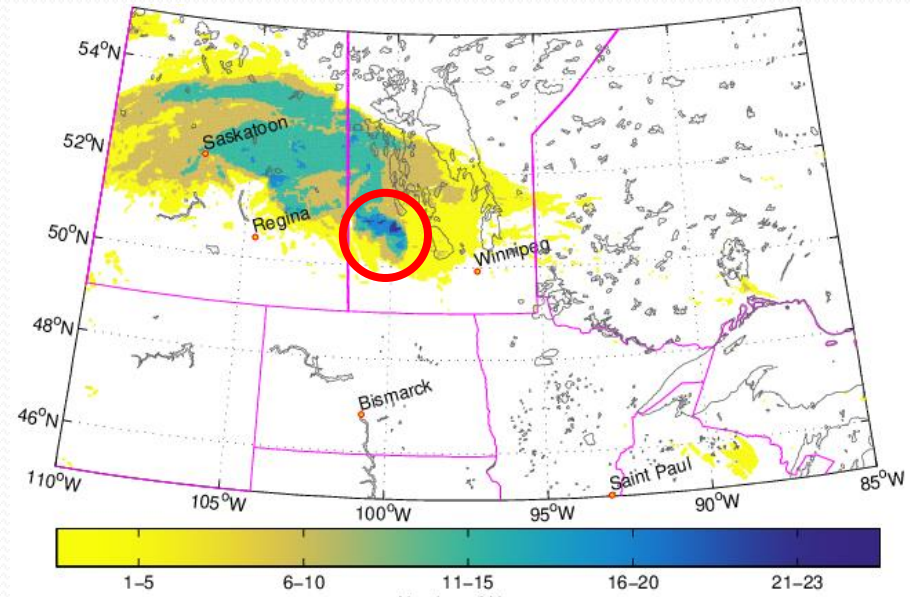 54°N
52°N
Saskatoon
Regina
50°N
Winnipeg
48°N
Bismarck
46°N
Saint Paul
110°W
105°W
100°W
95°W
90°W
85°W
1–5
6–10
11–15
16–20
21–23